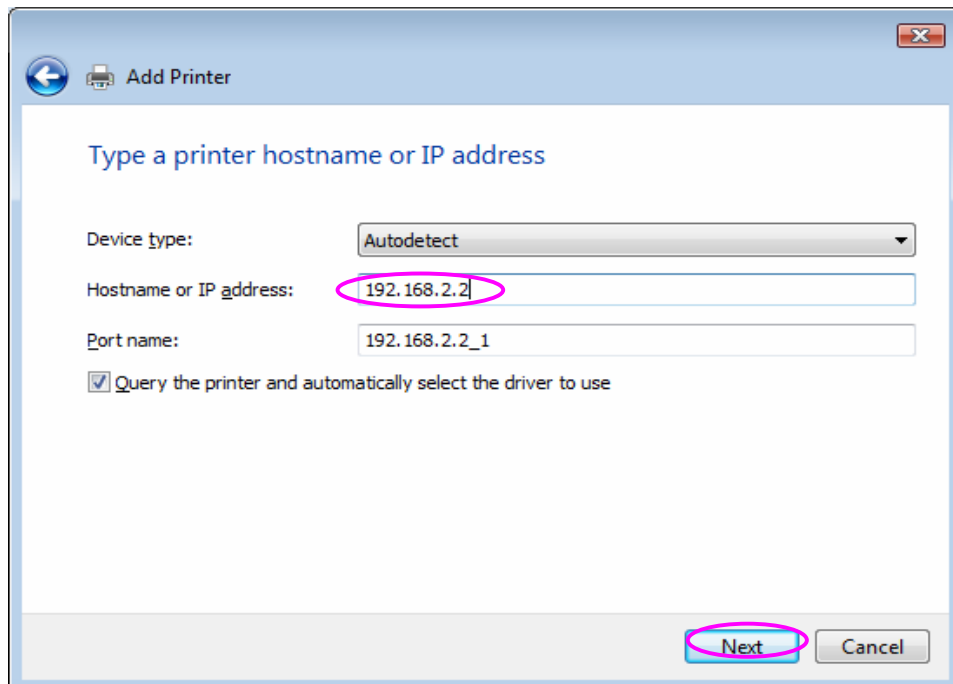 Add Printer
Type a printer hostname or IP address
Device type: Autodetect
Hostname or IP address: 192.168.2.2
Port name: 192.168.2.2_1
Query the printer and automatically select the driver to use
Next Cancel